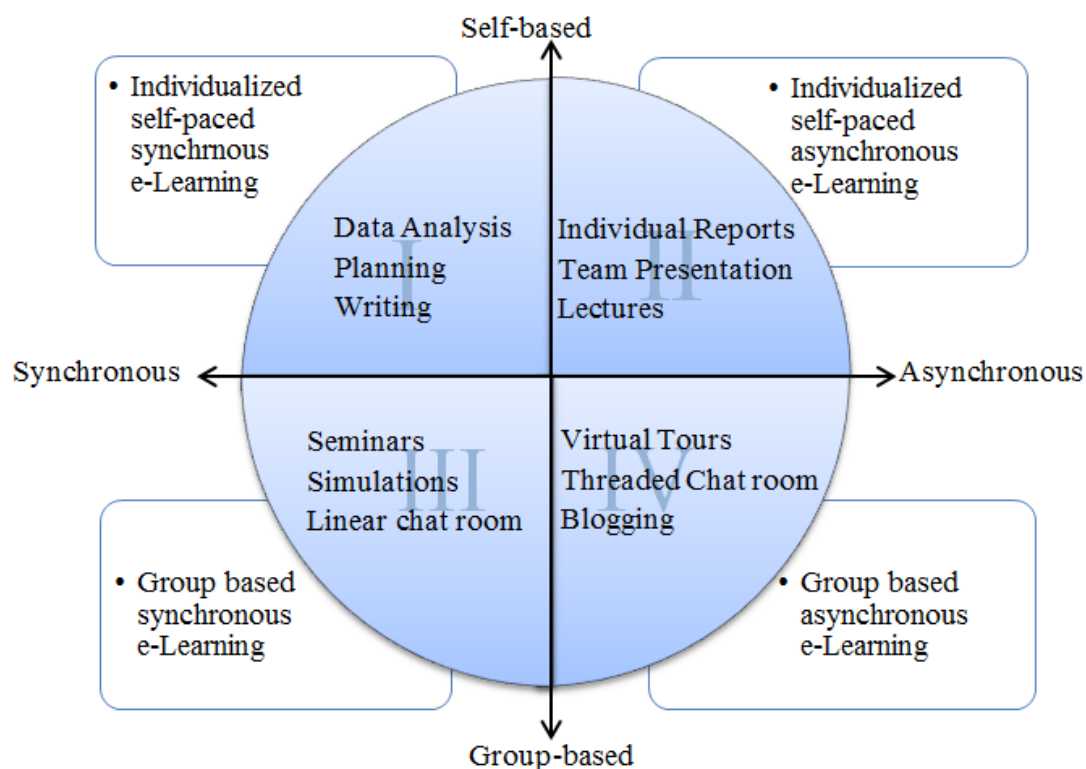 Self-based
• Individualized
self-paced
synchrnous
e-Learning
• Individualized
self-paced
asynchronous
e-Learning
I
Data Analysis
Planning
Writing
II
Individual Reports
Team Presentation
Lectures
Synchronous
Asynchronous
III
Seminars
Simulations
Linear chat room
IV
Virtual Tours
Threaded Chat room
Blogging
• Group based
synchronous
e-Learning
• Group based
asynchronous
e-Learning
Group-based